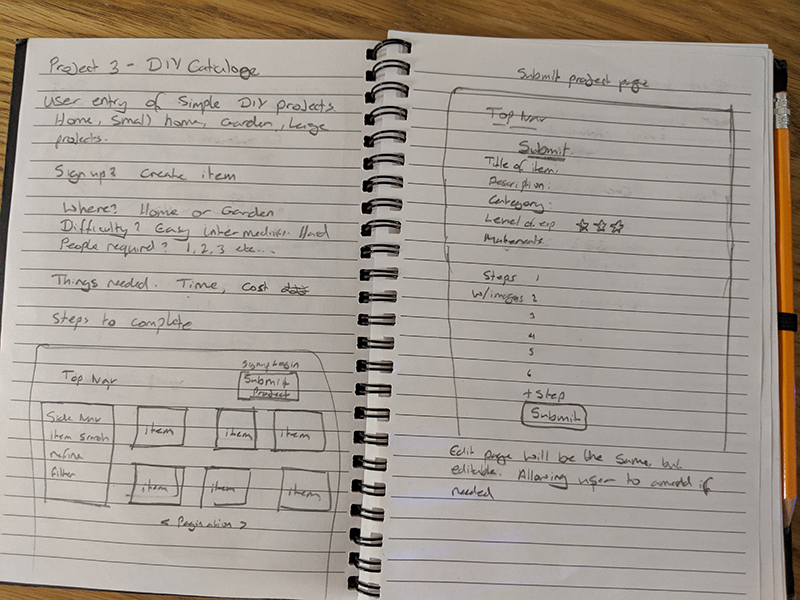 Project 3 - DIY Cataloge
User entry of Simple DIY projects
Home, Small home, Garden, Large
projects.
Sign up? Create item
Where? Home or Garden
Difficulty? Easy Intermediate Hard
People required? 1, 2, 3 etc...
Things needed. Time, cost
Steps to complete
Signup Login
Top Nav
Submit
Project
Side Nav
item Search
refine
filter
item
item
item
item
item
item
< Pagination >
Submit project page
Top Nav
Submit
Title of item:
Description:
Category:
Level of exp ☆ ☆ ☆
Materials
Steps 1
w/images 2
3
4
5
6
+ Step
Submit
Edit page will be the same, but
editable. Allowing user to amend if
needed